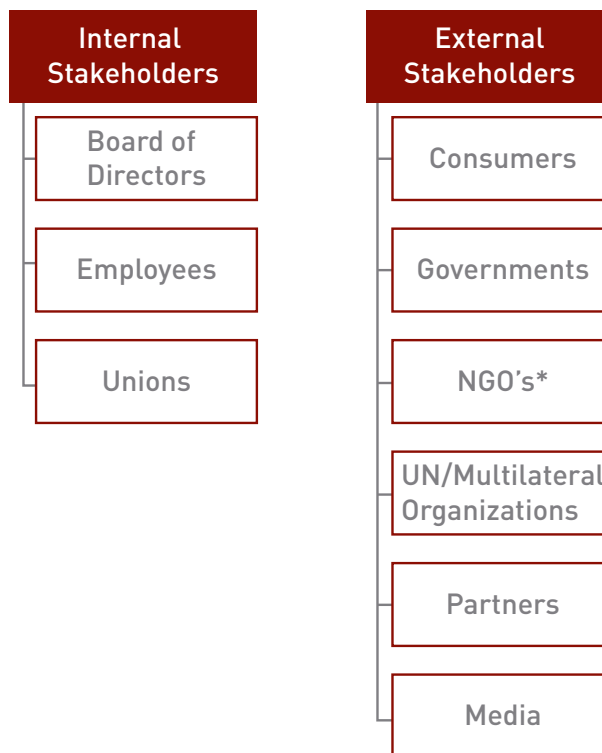 Internal
Stakeholders
Board of
Directors
Employees
Unions
External
Stakeholders
Consumers
Governments
NGO’s*
UN/Multilateral
Organizations
Partners
Media